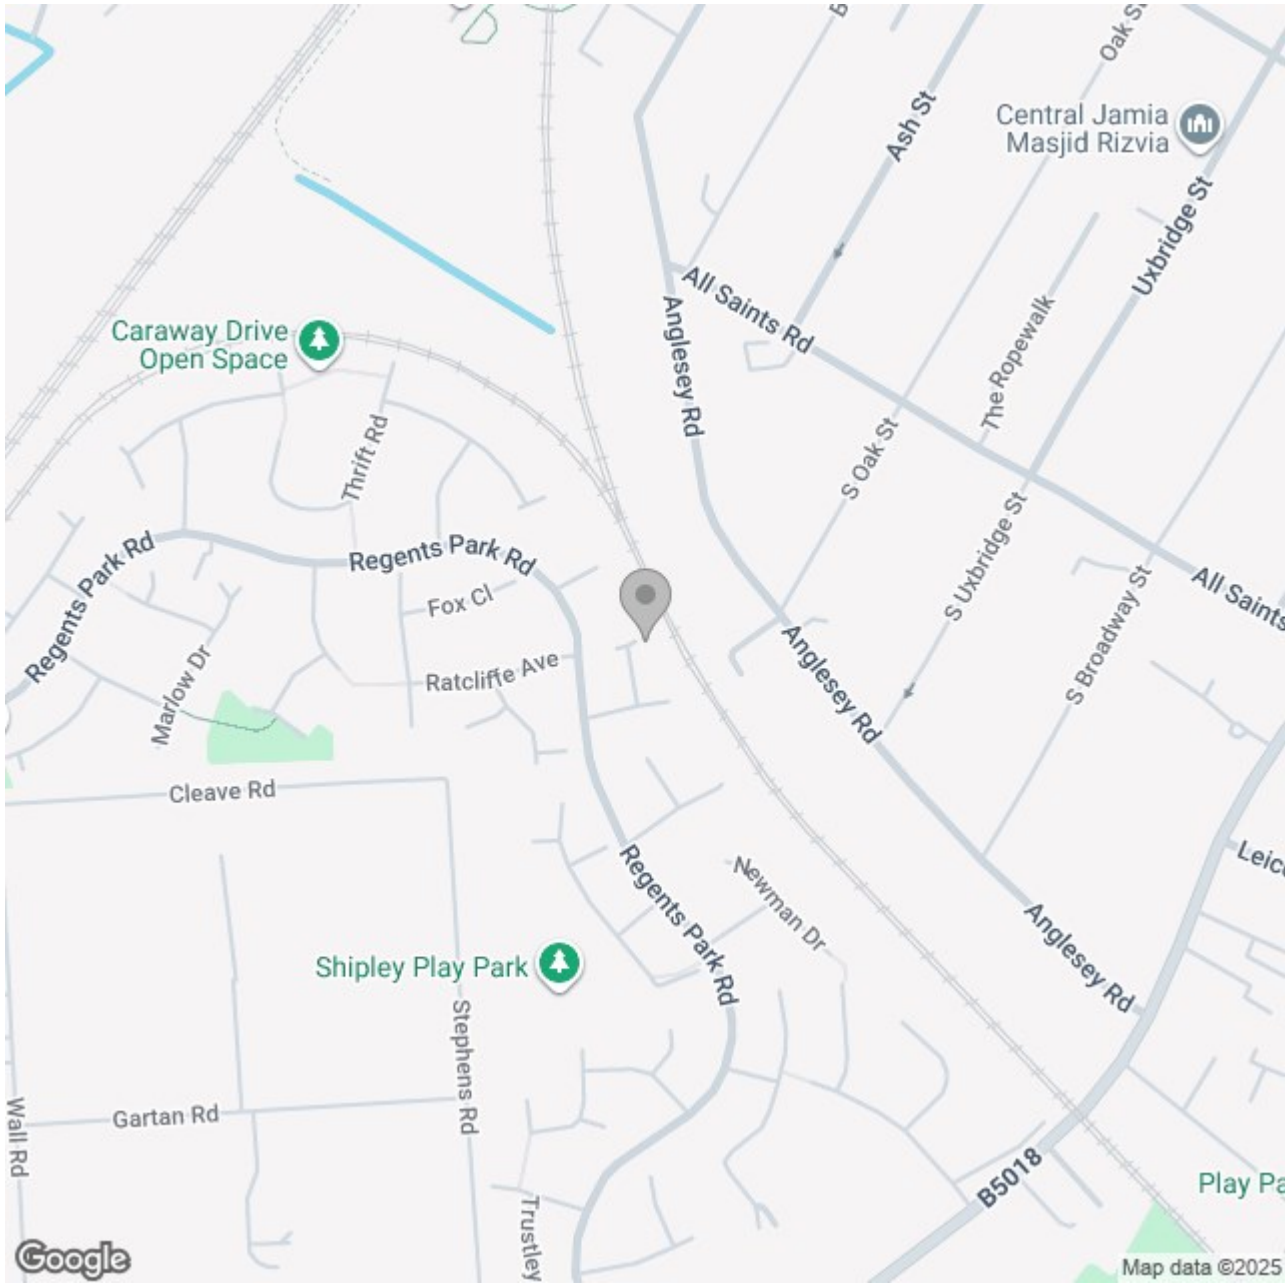 B
Oak St
Ash St
Central Jamia
Masjid Rizvia
Uxbridge St
All Saints Rd
Anglesey Rd
The Ropewalk
Caraway Drive
Open Space
Thrift Rd
S Oak St
S Uxbridge St
Regents Park Rd
Regents Park Rd
Fox Cl
All Saints
S Broadway St
Ratcliffe Ave
Anglesey Rd
Marlow Dr
Cleave Rd
Newman Dr
Regents Park Rd
Leic
Anglesey Rd
Shipley Play Park
Stephens Rd
Gartan Rd
Wall Rd
B5018
Play Pa
Trustley
Google
Map data ©2025